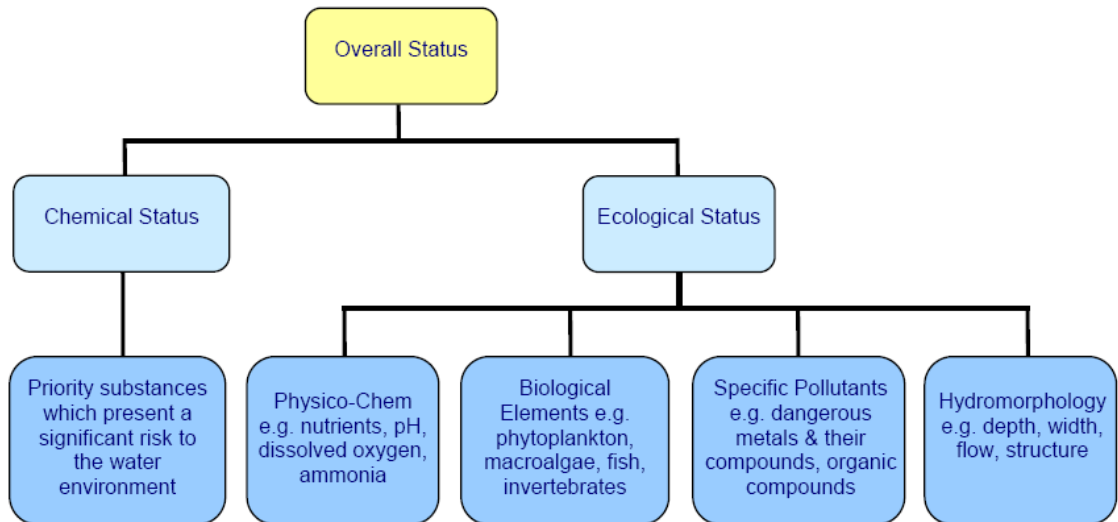 Overall Status
Chemical Status
Ecological Status
Priority substances
which present a
significant risk to
the water
environment
Physico-Chem
e.g. nutrients, pH,
dissolved oxygen,
ammonia
Biological
Elements e.g.
phytoplankton,
macroalgae, fish,
invertebrates
Specific Pollutants
e.g. dangerous
metals & their
compounds, organic
compounds
Hydromorphology
e.g. depth, width,
flow, structure